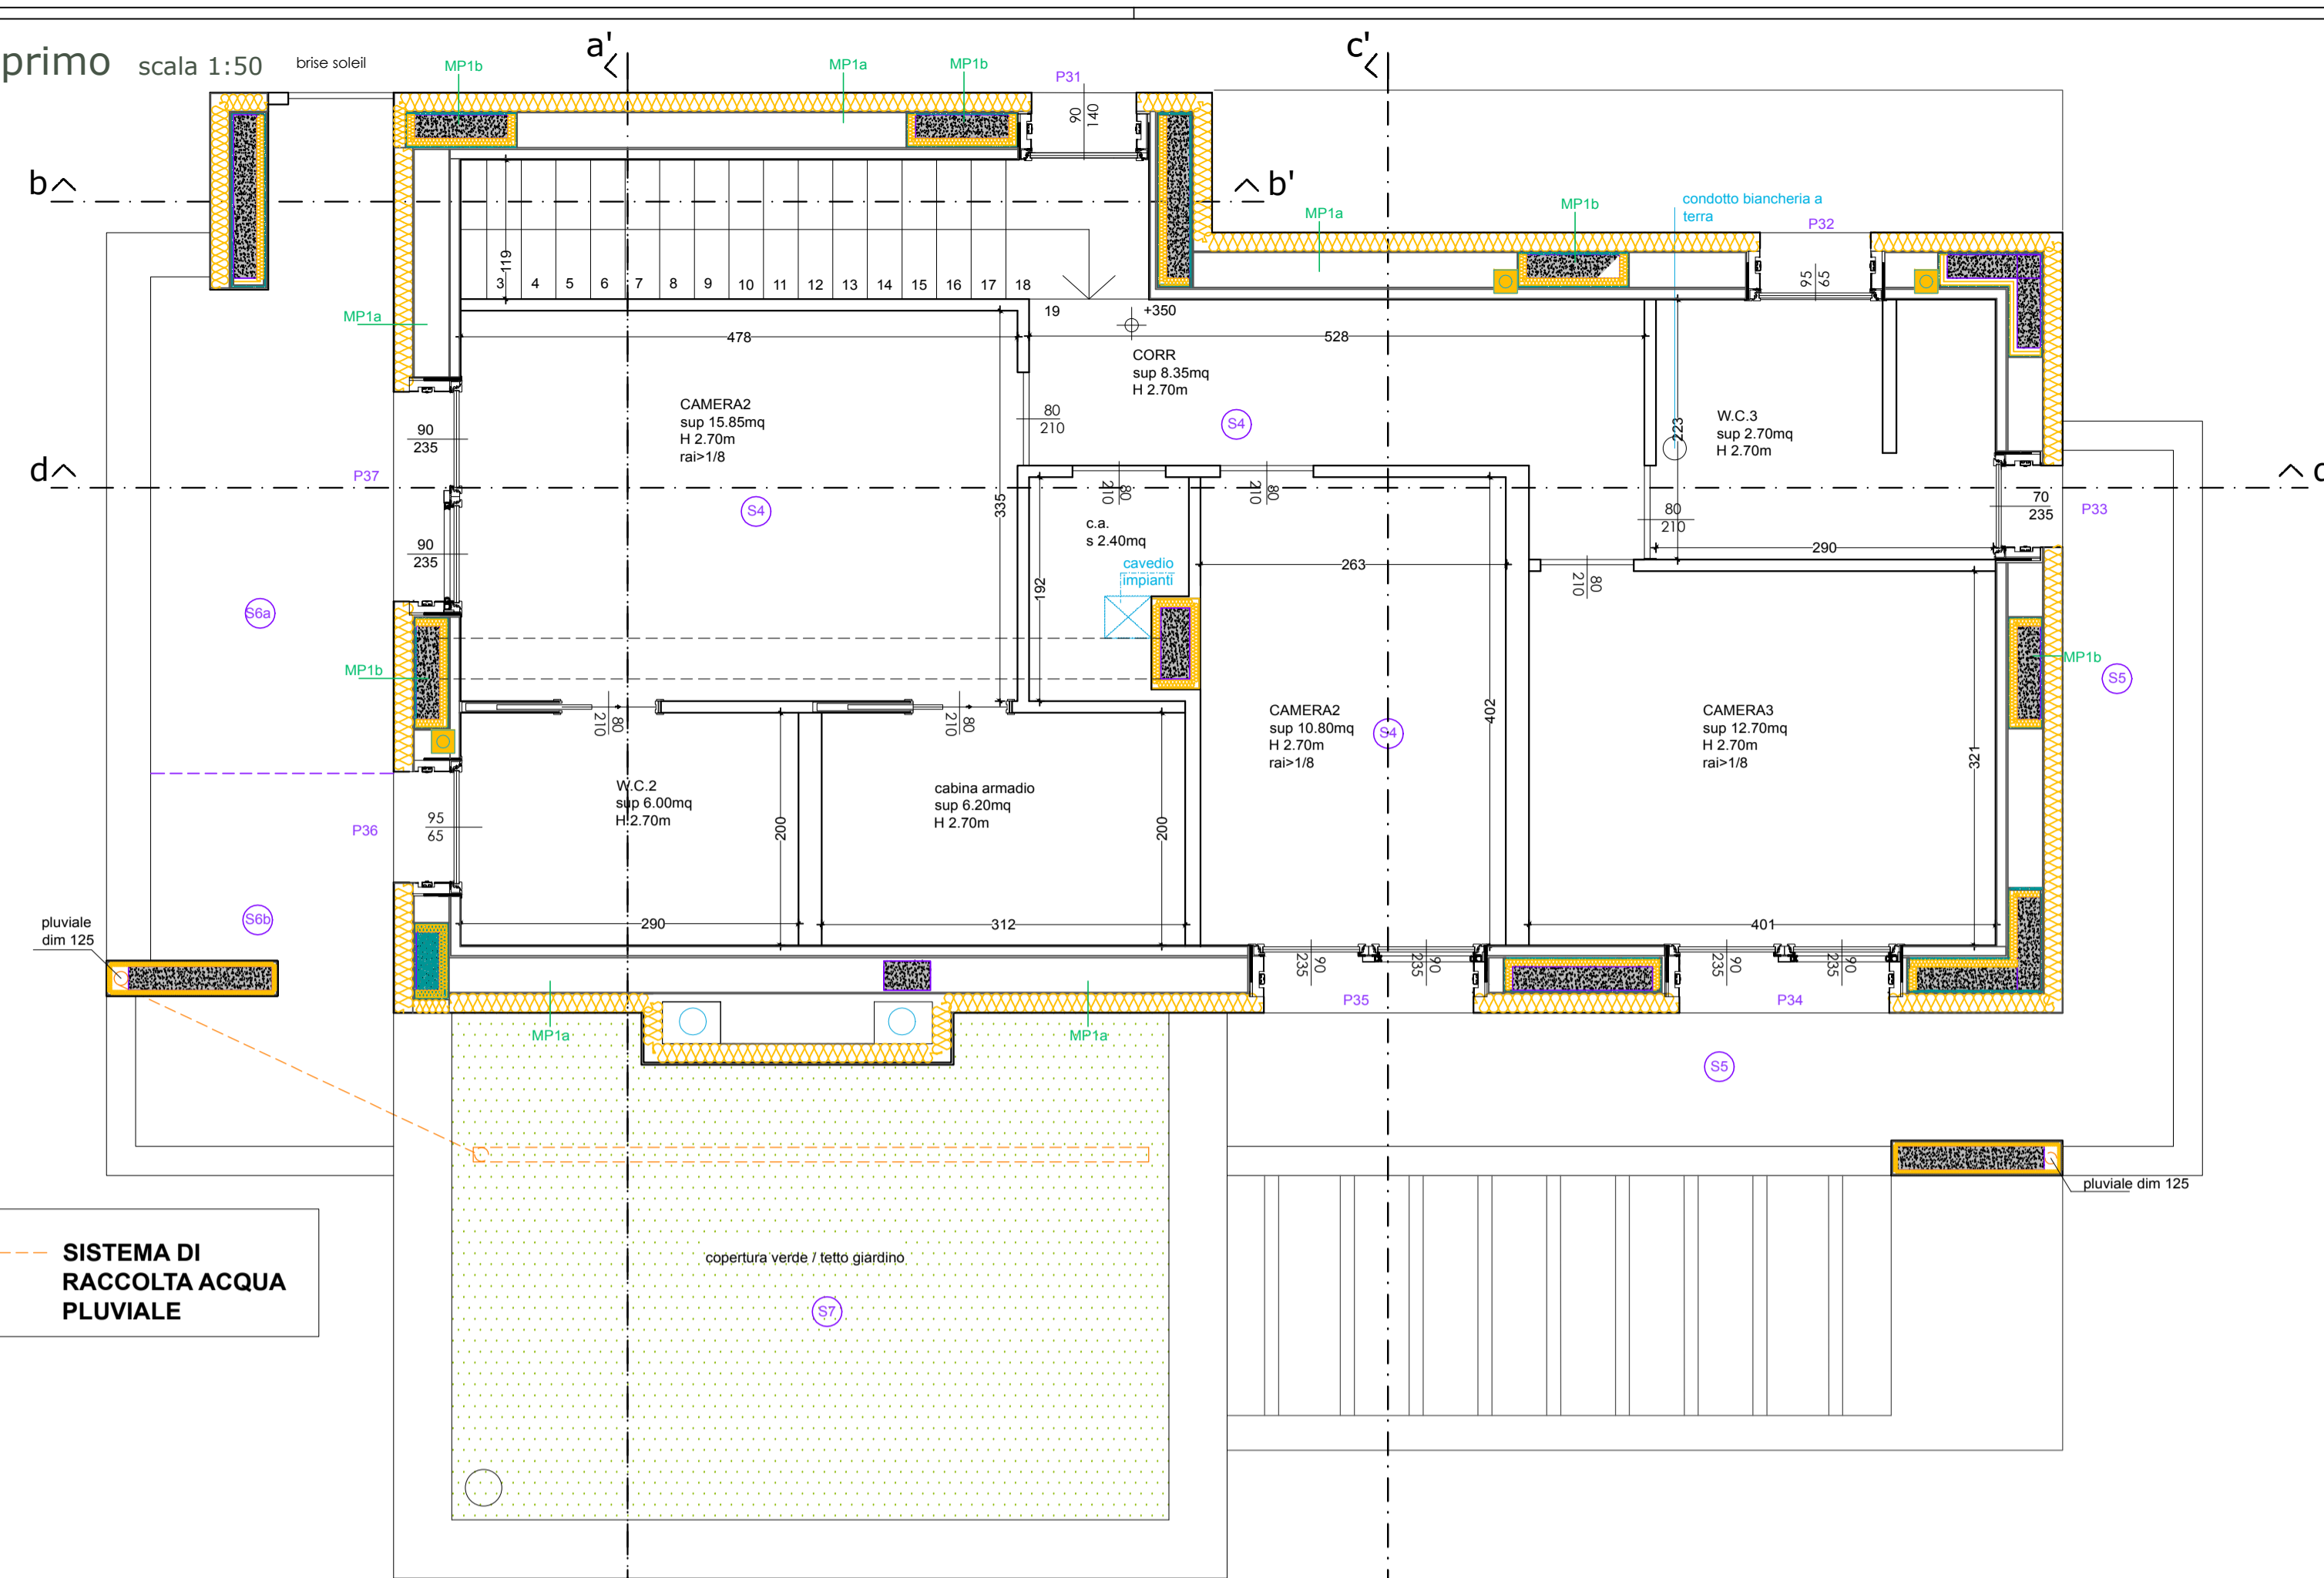 primo scala 1:50 brise soleil
a'
c'
MP1b
MP1a
MP1b
P31
90
140
b
b'
MP1a
MP1b
condotto biancheria a
terra
P32
95
65
119
3 4 5 6 7 8 9 10 11 12 13 14 15 16 17 18
19
+350
MP1a
478
528
CORR
sup 8.35mq
H 2.70m
CAMERA2
sup 15.85mq
H 2.70m
rai>1/8
80
210
S4
223
W.C.3
sup 2.70mq
H 2.70m
90
235
d
P37
S4
335
80
210
80
210
70
235
P33
c.a.
s 2.40mq
80
210
90
235
290
cavedio
impianti
263
192
80
210
S6a
MP1b
MP1b
S5
402
80
210
80
210
CAMERA2
sup 10.80mq
H 2.70m
rai>1/8
S4
CAMERA3
sup 12.70mq
H 2.70m
rai>1/8
321
W.C.2
sup 6.00mq
H 2.70m
cabina armadio
sup 6.20mq
H 2.70m
200
200
P36
95
65
S6b
pluviale
dim 125
290
312
401
90
235
90
235
90
235
90
235
P35
P34
MP1a
MP1a
S5
pluviale dim 125
SISTEMA DI
RACCOLTA ACQUA
PLUVIALE
copertura verde / tetto giardino
S7